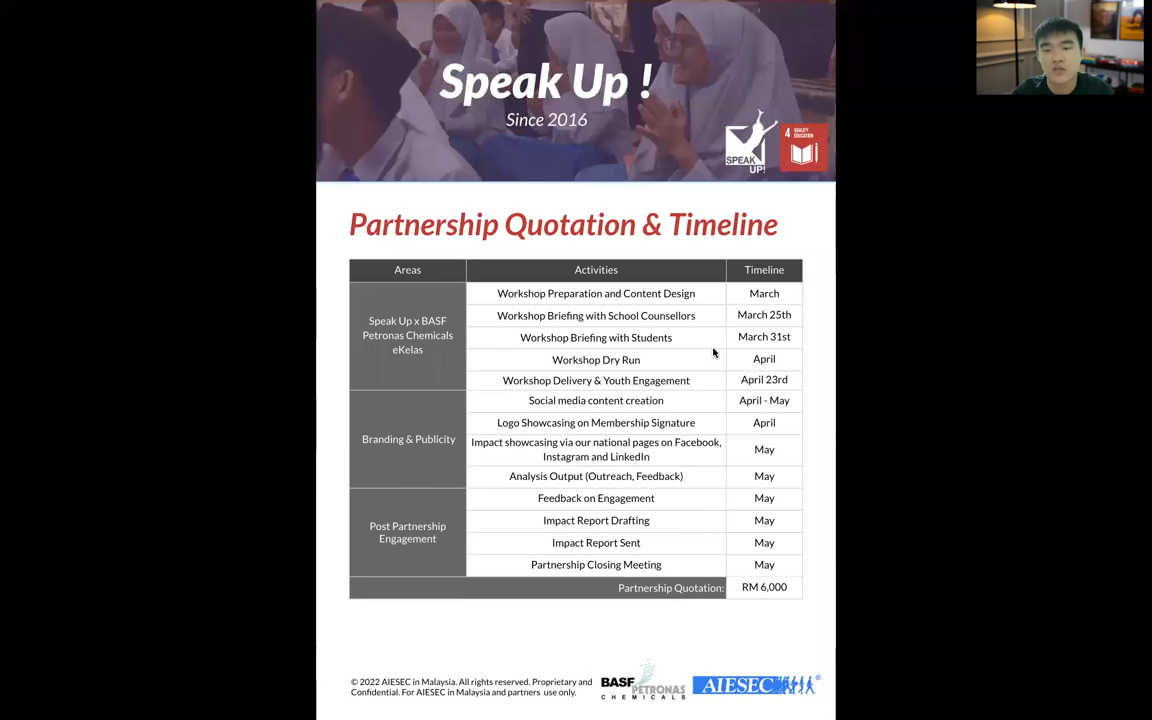 Speak Up !
Since 2016
SPEAK
UP!
4 QUALITY
EDUCATION
Partnership Quotation & Timeline
Areas Activities Timeline
Speak Up x BASF
Petronas Chemicals
eKelas
Workshop Preparation and Content Design March
Workshop Briefing with School Counsellors March 25th
Workshop Briefing with Students March 31st
Workshop Dry Run April
Workshop Delivery & Youth Engagement April 23rd
Branding & Publicity
Social media content creation April - May
Logo Showcasing on Membership Signature April
Impact showcasing via our national pages on Facebook,
Instagram and LinkedIn May
Analysis Output (Outreach, Feedback) May
Post Partnership
Engagement
Feedback on Engagement May
Impact Report Drafting May
Impact Report Sent May
Partnership Closing Meeting May
Partnership Quotation: RM 6,000
© 2022 AIESEC in Malaysia. All rights reserved. Proprietary and
Confidential. For AIESEC in Malaysia and partners use only.
BASF
PETRONAS
CHEMICALS
AIESEC®